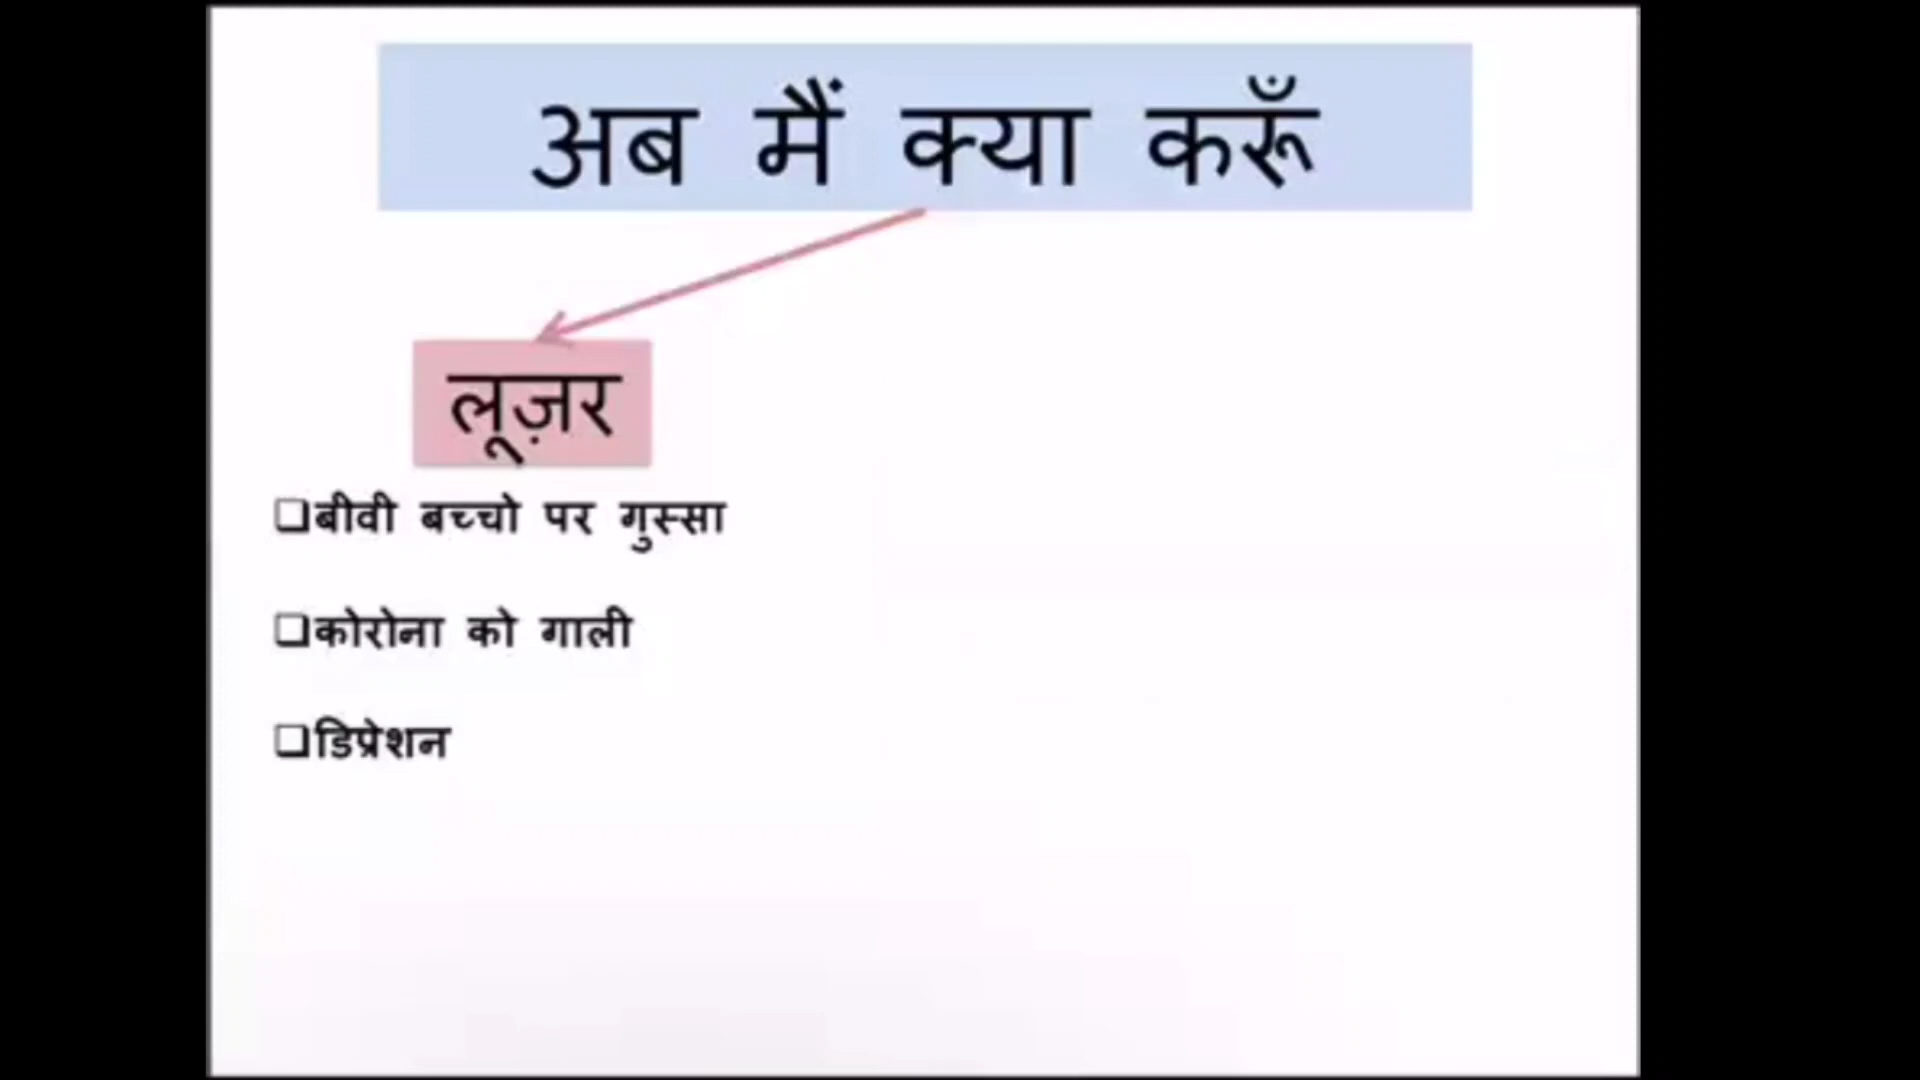 अब मैं क्या करूँ
लूज़र
❑बीवी बच्चो पर गुस्सा
❑कोरोना को गाली
❑डिप्रेशन